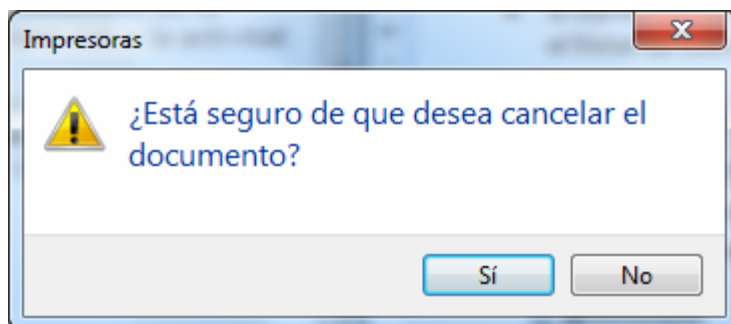 Impresoras
¿Está seguro de que desea cancelar el
documento?
Sí
No